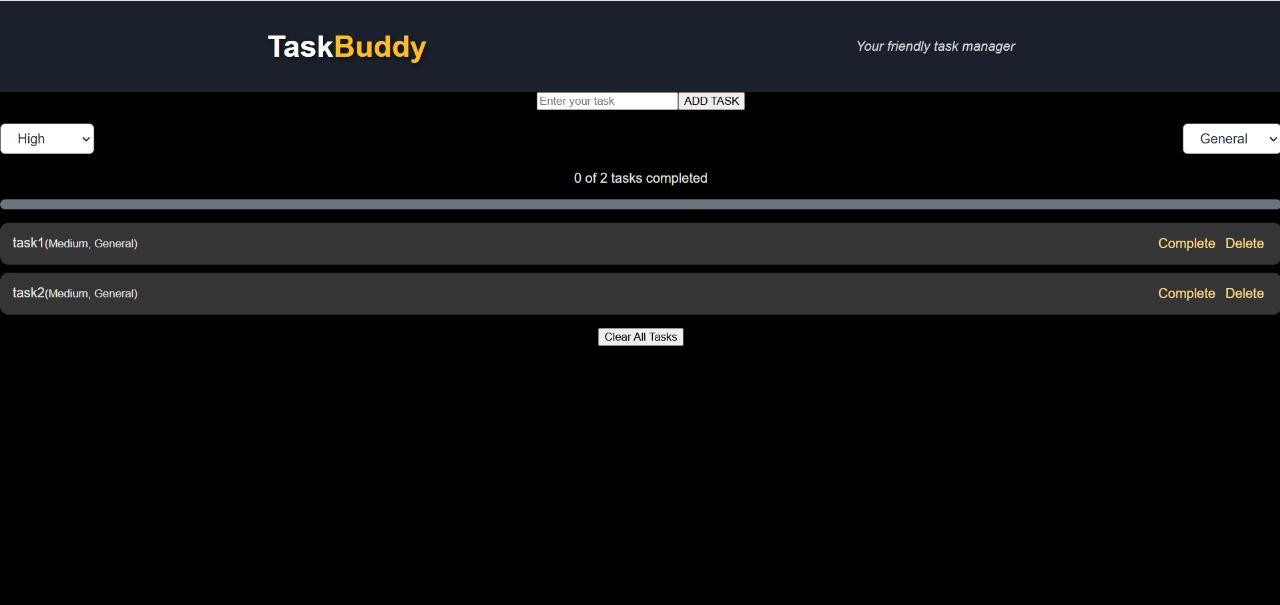 TaskBuddy
Your friendly task manager
Enter your task
ADD TASK
High
General
0 of 2 tasks completed
task1(Medium, General)
Complete Delete
task2(Medium, General)
Complete Delete
Clear All Tasks